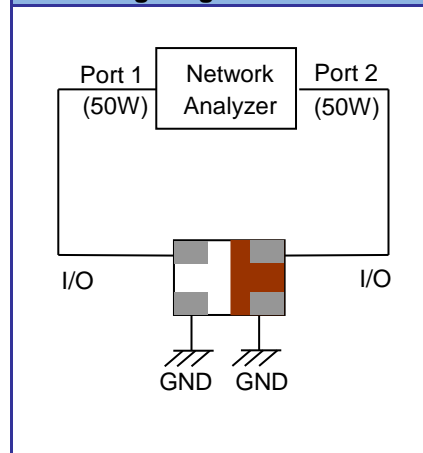 Port 1
(50W)
Network
Analyzer
Port 2
(50W)
I/O
I/O
GND
GND